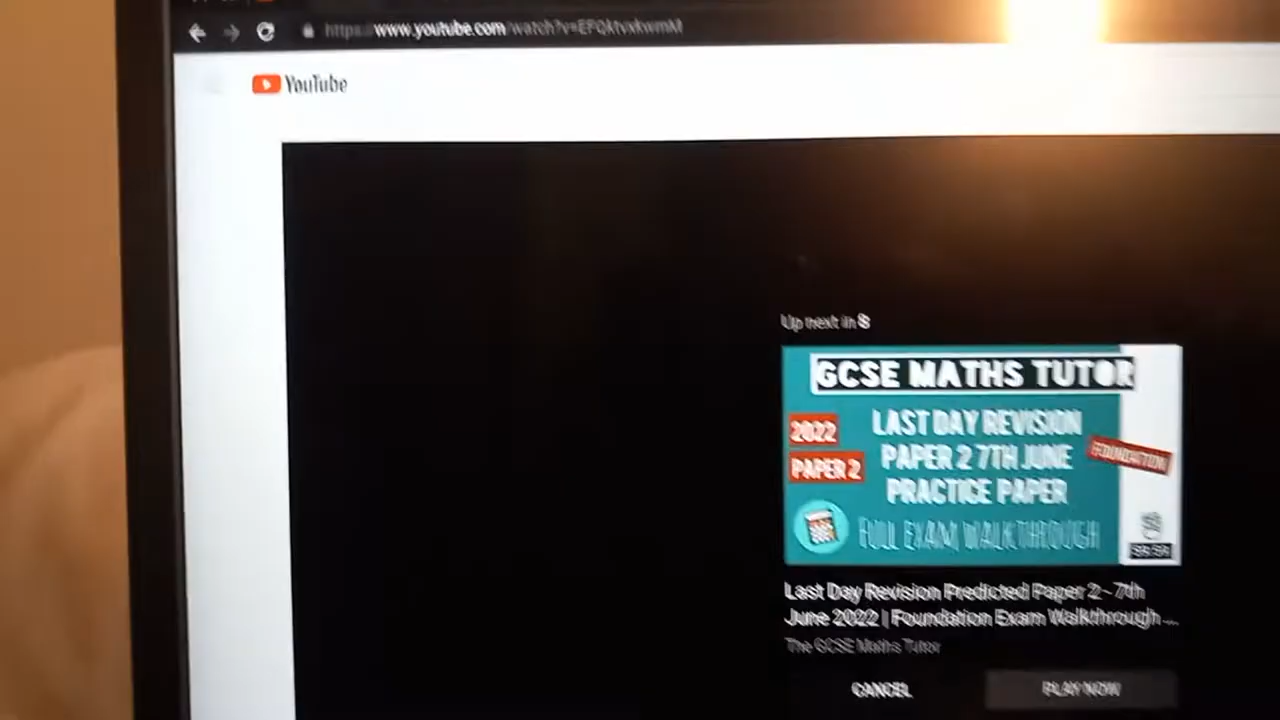 www.youtube.com
YouTube
Up next in 8
GCSE MATHS TUTOR
2022
PAPER 2
LAST DAY REVISION
PAPER 2 7TH JUNE
PRACTICE PAPER
FOUNDATION
FULL EXAM WALKTHROUGH
Last Day Revision Predicted Paper 2 - 7th
June 2022 | Foundation Exam Walkthrough ...
The GCSE Maths Tutor
CANCEL
PLAY NOW